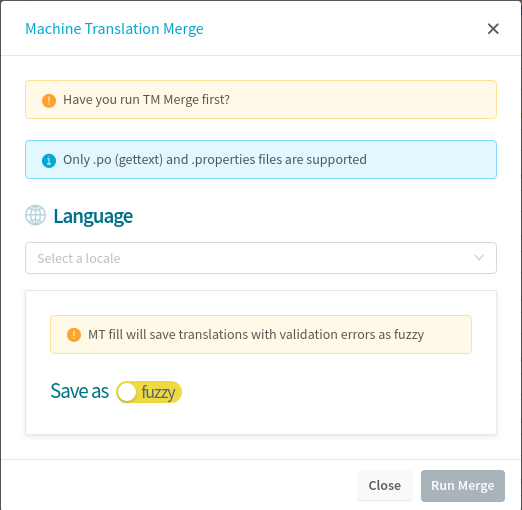 Machine Translation Merge
Have you run TM Merge first?
Only .po (gettext) and .properties files are supported
Language
Select a locale
MT fill will save translations with validation errors as fuzzy
Save as fuzzy
Close Run Merge